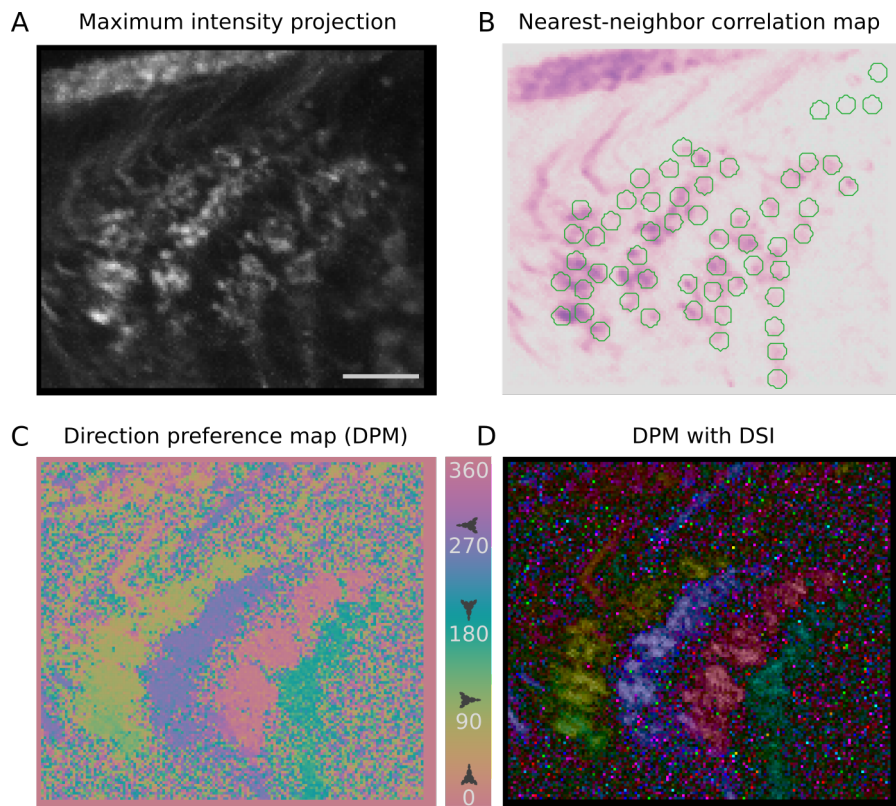 A
Maximum intensity projection
B
Nearest-neighbor correlation map
C
Direction preference map (DPM)
D
DPM with DSI
360
270
180
90
0